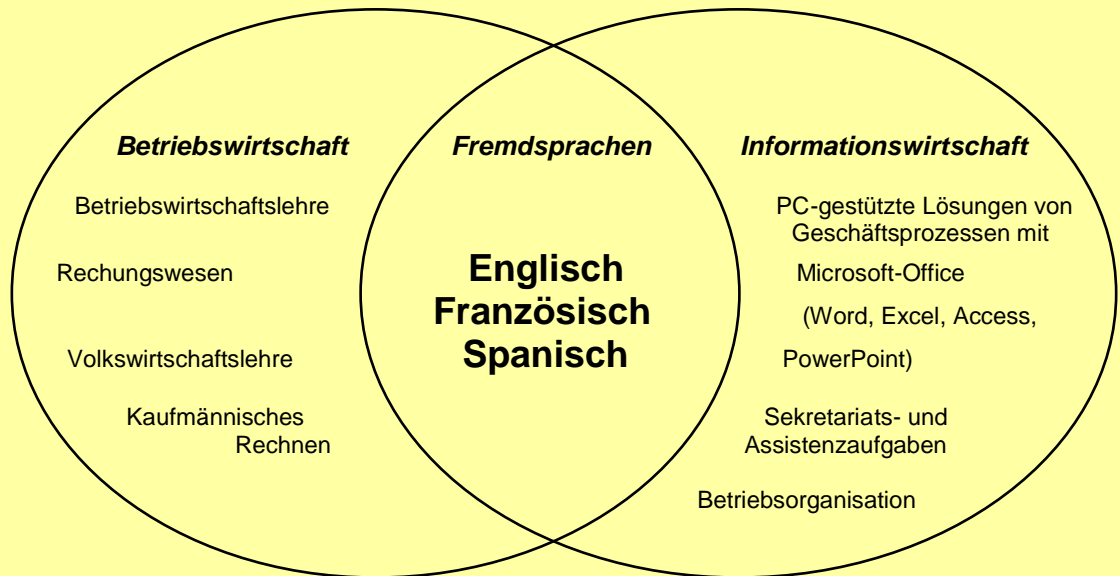 Betriebswirtschaft
Betriebswirtschaftslehre
Rechungswesen
Volkswirtschaftslehre
Kaufmännisches
Rechnen
Fremdsprachen
Englisch
Französisch
Spanisch
Informationswirtschaft
PC-gestützte Lösungen von
Geschäftsprozessen mit
Microsoft-Office
(Word, Excel, Access,
PowerPoint)
Sekretariats- und
Assistenzaufgaben
Betriebsorganisation